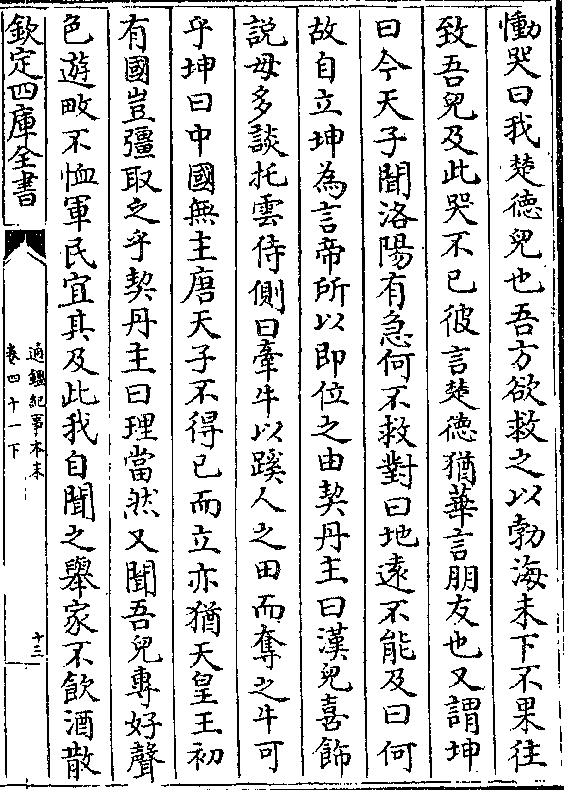 慟哭曰我楚德兒也吾方欲救之以勃海未下不果往
致吾兒及此哭不已彼言楚德猶華言朋友也又謂坤
曰今天子聞洛陽有急何不救對曰地遠不能及曰何
故自立坤為言帝所以即位之由契丹主曰漢兒喜飾
說毋多談托雲侍側曰牽牛以蹊人之田而奪之牛可
乎坤曰中國無主唐天子不得已而立亦猶天皇王初
有國豈彊取之乎契丹主曰理當然又聞吾兒專好聲
色遊畋不恤軍民宜其及此我自聞之舉家不飲酒散
欽定四庫全書
通鑑紀事本末
卷四十一下
十三